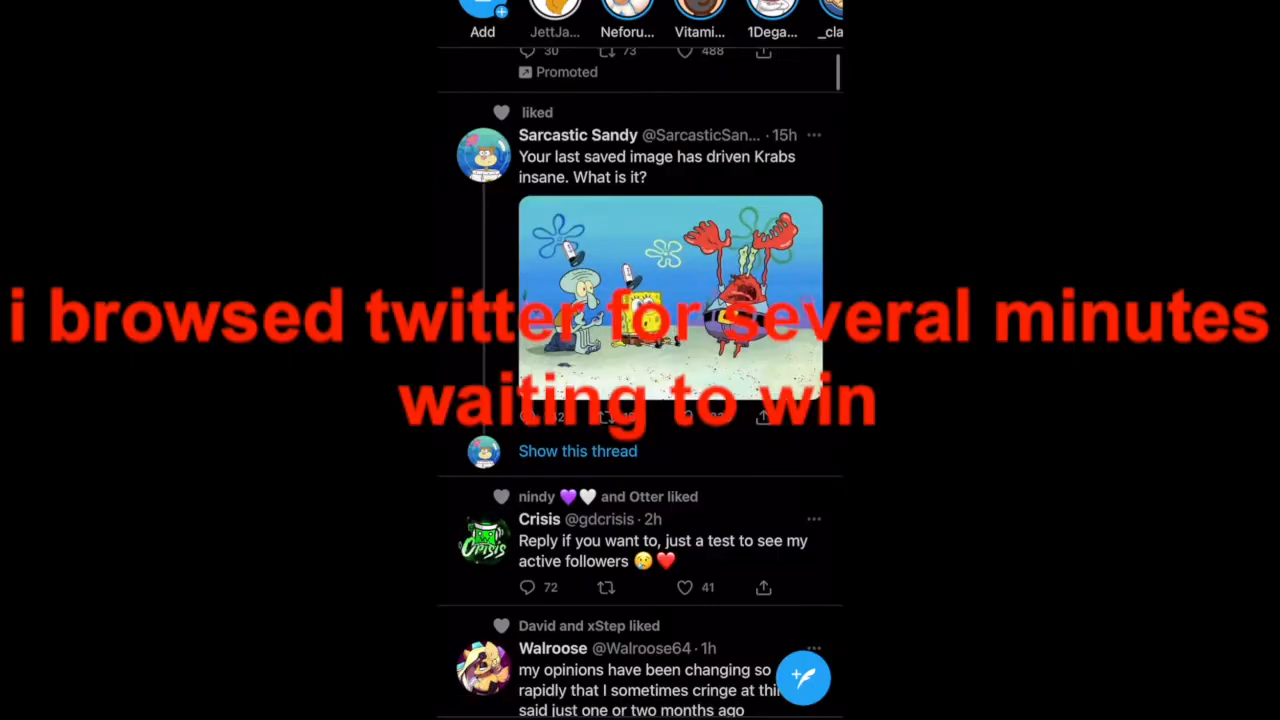 Add JettJa... Neforu... Vitami... 1Dega... _cla
30 73 488
Promoted
liked
Sarcastic Sandy @SarcasticSan... · 15h
Your last saved image has driven Krabs
insane. What is it?
i browsed twitter for several minutes
waiting to win
Show this thread
nindy 💜🤍 and Otter liked
Crisis @gdcrisis · 2h
CRISIS
Reply if you want to, just a test to see my
active followers 😢❤️
72 41
David and xStep liked
Walroose @Walroose64 · 1h
my opinions have been changing so
rapidly that I sometimes cringe at thi
said just one or two months ago